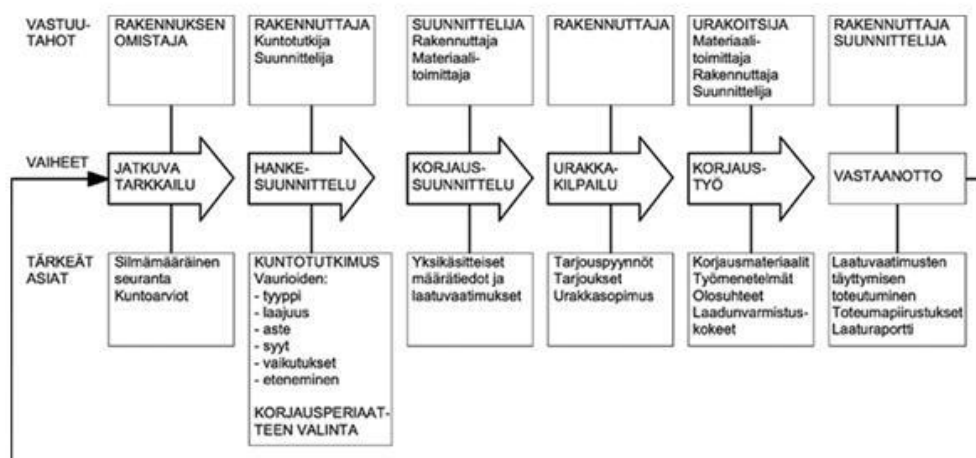 VASTUU-
TAHOT
RAKENNUKSEN
OMISTAJA
RAKENNUTTAJA
Kuntotutkija
Suunnittelija
SUUNNITTELIJA
Rakennuttaja
Materiaali-
toimittaja
RAKENNUTTAJA
URAKOITSIJA
Materiaali-
toimittaja
Rakennuttaja
Suunnittelija
RAKENNUTTAJA
SUUNNITTELIJA
VAIHEET
JATKUVA
TARKKAILU
HANKE-
SUUNNITTELU
KORJAUS-
SUUNNITTELU
URAKKA-
KILPAILU
KORJAUS-
TYÖ
VASTAANOTTO
TÄRKEÄT
ASIAT
Silmämääräinen
seuranta
Kuntoarviot
KUNTOTUTKIMUS
Vaurioiden:
- tyyppi
- laajuus
- aste
- syyt
- vaikutukset
- eteneminen
KORJAUSPERIAAT-
TEEN VALINTA
Yksikäsitteiset
määrätiedot ja
laatuvaatimukset
Tarjouspyynnöt
Tarjoukset
Urakkasopimus
Korjausmateriaalit
Työmenetelmät
Olosuhteet
Laadunvarmistus-
kokeet
Laatuvaatimusten
täyttymisen
toteutuminen
Toteumapiirustukset
Laaturaportti